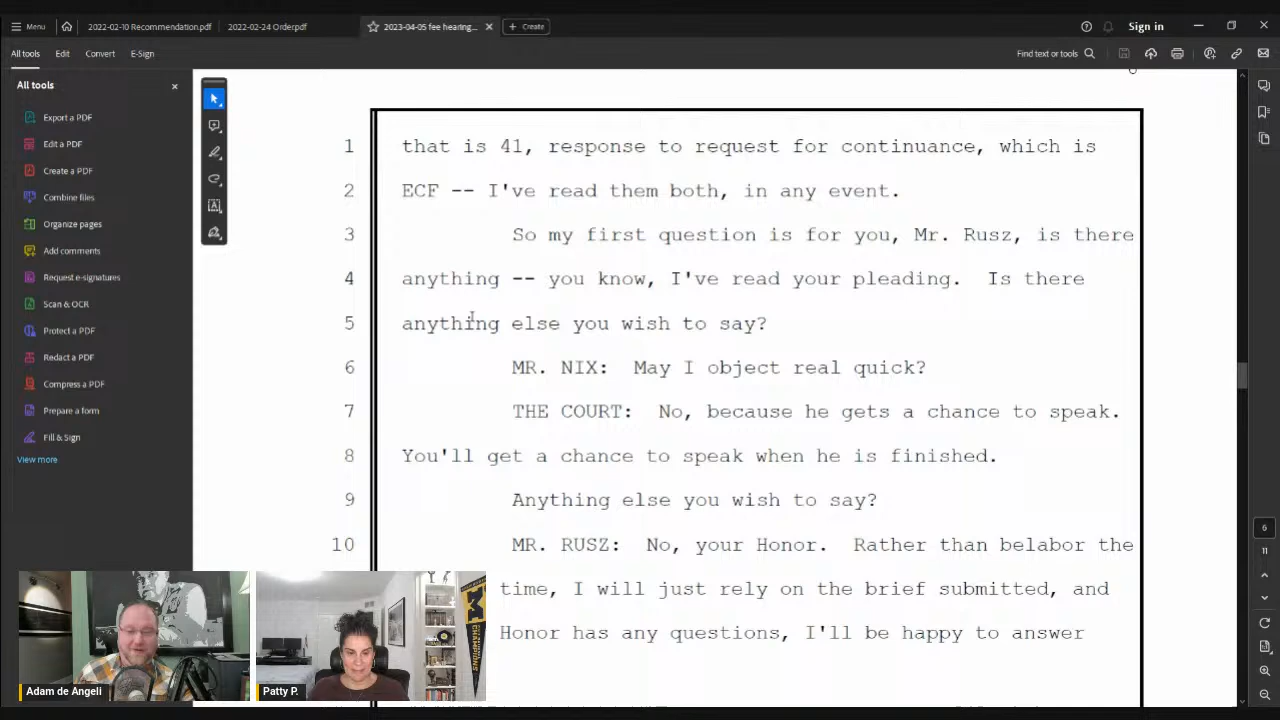 Menu
2022-02-10 Recommendation.pdf
2022-02-24 Order.pdf
2023-04-05 fee hearing...
Create
Sign in
All tools
Edit
Convert
E-Sign
Find text or tools
All tools
Export a PDF
Edit a PDF
Create a PDF
Combine files
Organize pages
Add comments
Request e-signatures
Scan & OCR
Protect a PDF
Redact a PDF
Compress a PDF
Prepare a form
Fill & Sign
View more
1 that is 41, response to request for continuance, which is
2 ECF -- I've read them both, in any event.
3 So my first question is for you, Mr. Rusz, is there
4 anything -- you know, I've read your pleading. Is there
5 anything else you wish to say?
6 MR. NIX: May I object real quick?
7 THE COURT: No, because he gets a chance to speak.
8 You'll get a chance to speak when he is finished.
9 Anything else you wish to say?
10 MR. RUSZ: No, your Honor. Rather than belabor the
time, I will just rely on the brief submitted, and
Honor has any questions, I'll be happy to answer
6
11
Adam de Angeli
Patty P.
M
CHAMPIONS